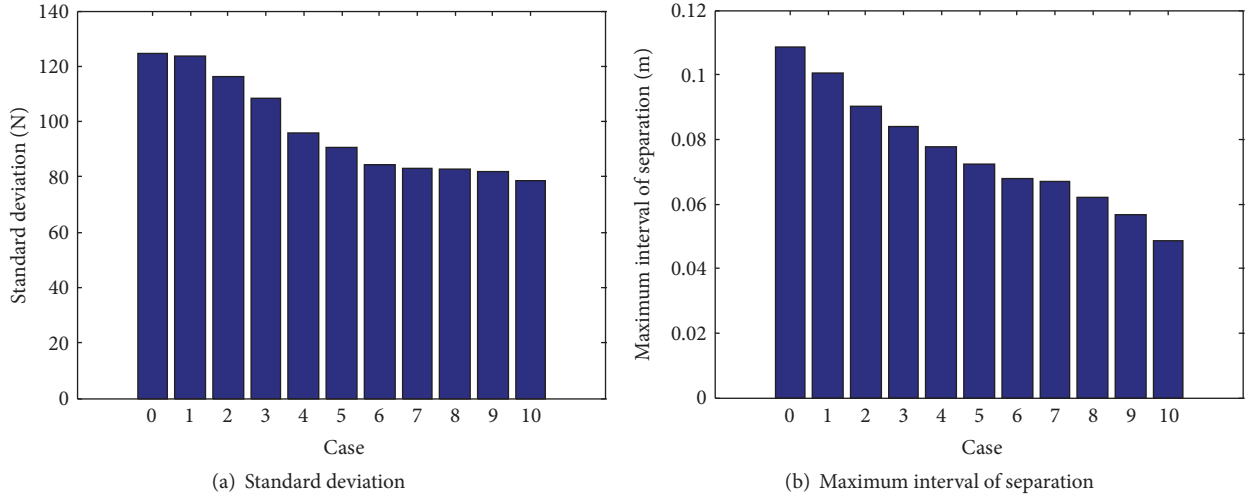 140
120
100
80
60
40
20
0
Standard deviation (N)
0 1 2 3 4 5 6 7 8 9 10
Case
(a) Standard deviation
0.12
0.1
0.08
0.06
0.04
0.02
0
Maximum interval of separation (m)
0 1 2 3 4 5 6 7 8 9 10
Case
(b) Maximum interval of separation